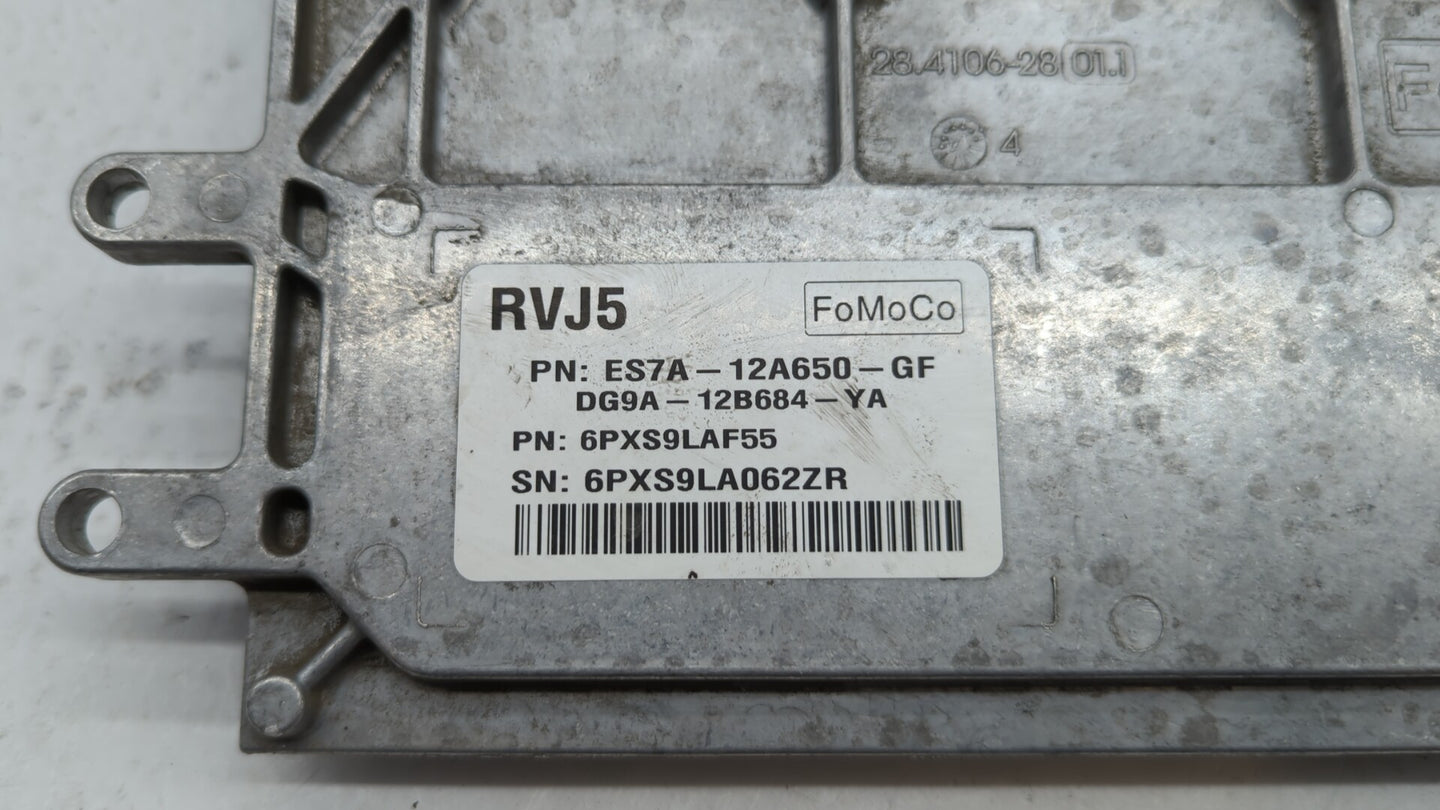 28.4106-28 01.1
4
RVJ5
FoMoCo
PN: ES7A-12A650-GF
DG9A-12B684-YA
PN: 6PXS9LAF55
SN: 6PXS9LA062ZR